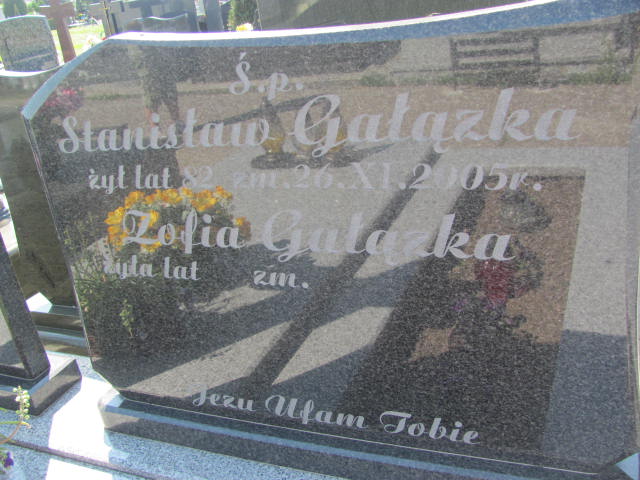 Ś.p.
Stanisław Gałązka
żył lat 82 zm. 26.XI.2005r.
Zofia Gałązka
żyła lat zm.
Jezu Ufam Tobie